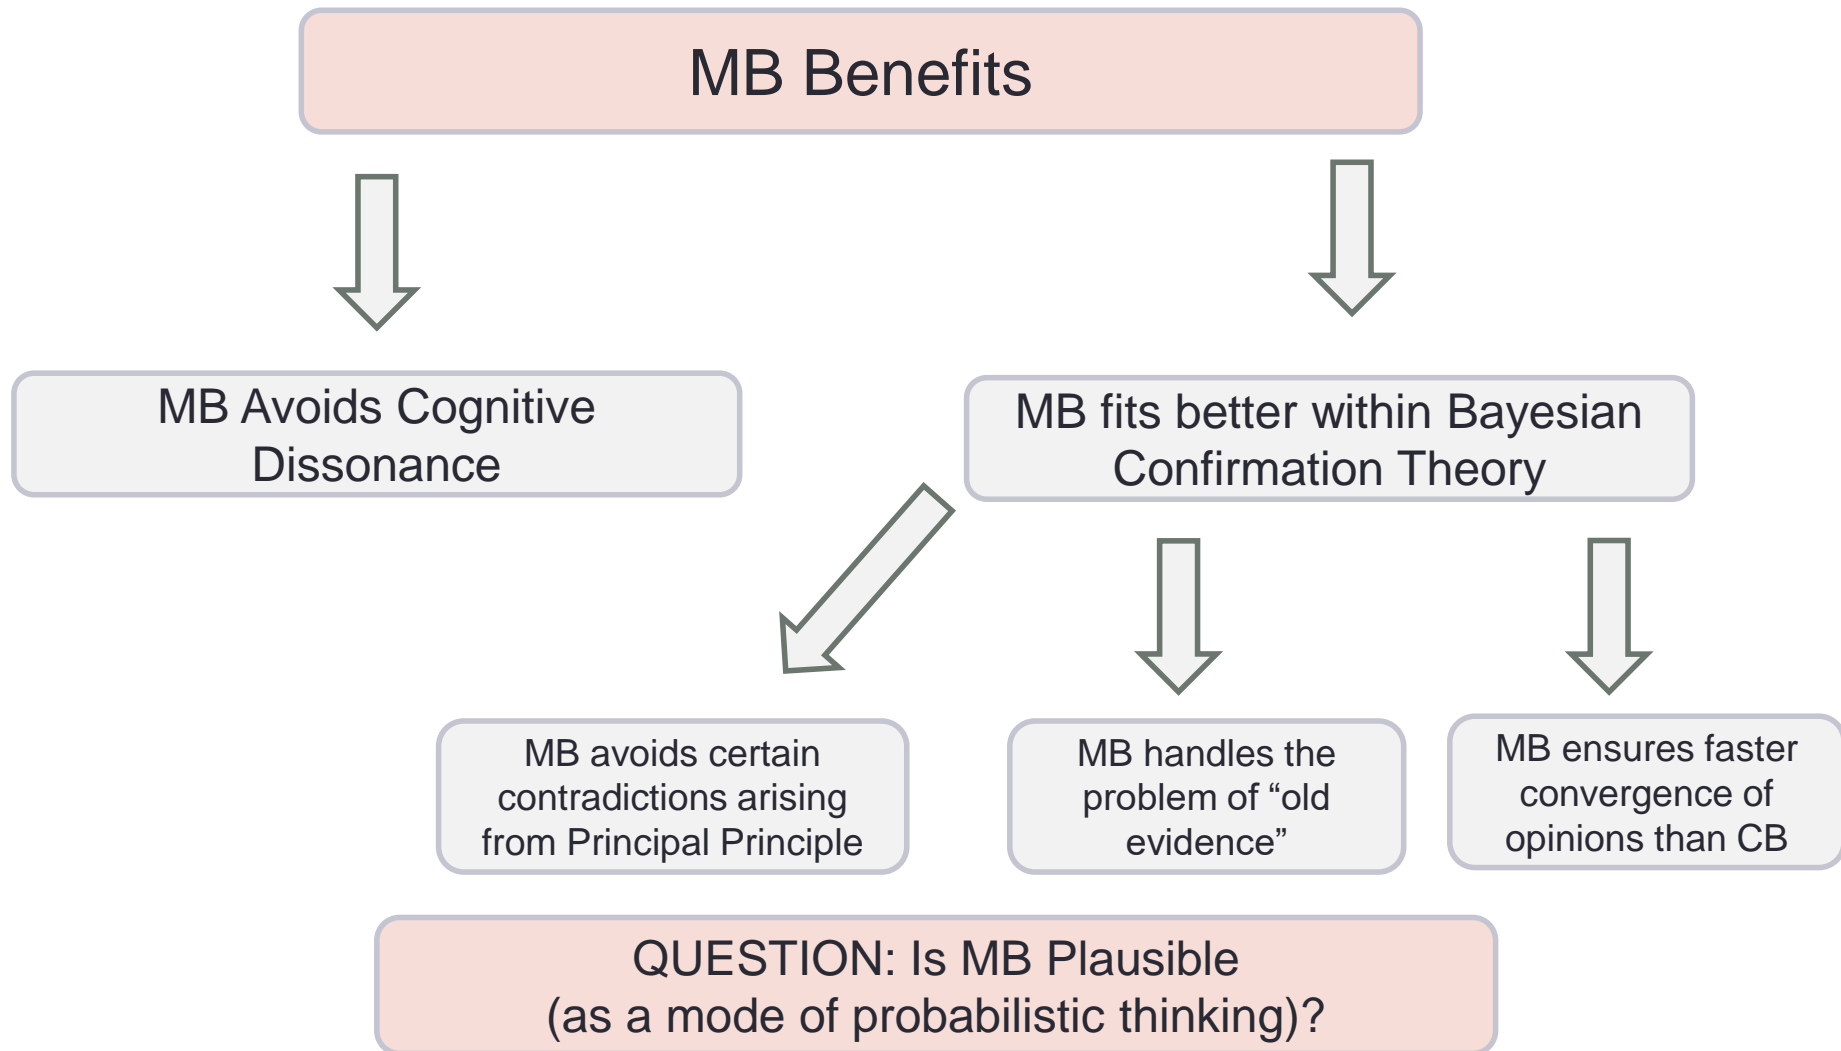 MB Benefits
MB Avoids Cognitive
Dissonance
MB fits better within Bayesian
Confirmation Theory
MB avoids certain
contradictions arising
from Principal Principle
MB handles the
problem of “old
evidence”
MB ensures faster
convergence of
opinions than CB
QUESTION: Is MB Plausible
(as a mode of probabilistic thinking)?